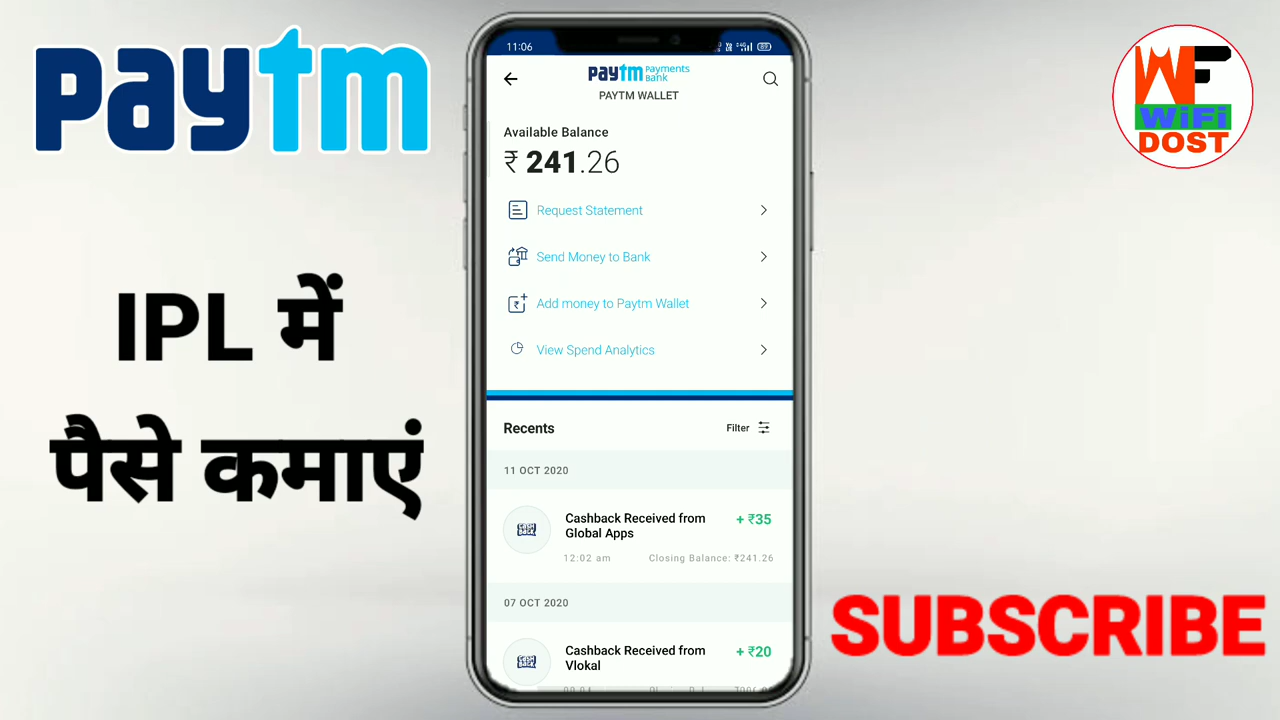 paytm
IPL में
पैसे कमाएं
11:06
paytm Payments Bank
PAYTM WALLET
Available Balance
₹ 241.26
Request Statement
Send Money to Bank
Add money to Paytm Wallet
View Spend Analytics
Recents
Filter
11 OCT 2020
Cashback Received from
Global Apps
+ ₹35
12:02 am
Closing Balance: ₹241.26
07 OCT 2020
Cashback Received from
Vlokal
+ ₹20
WF
WiFi
DOST
SUBSCRIBE